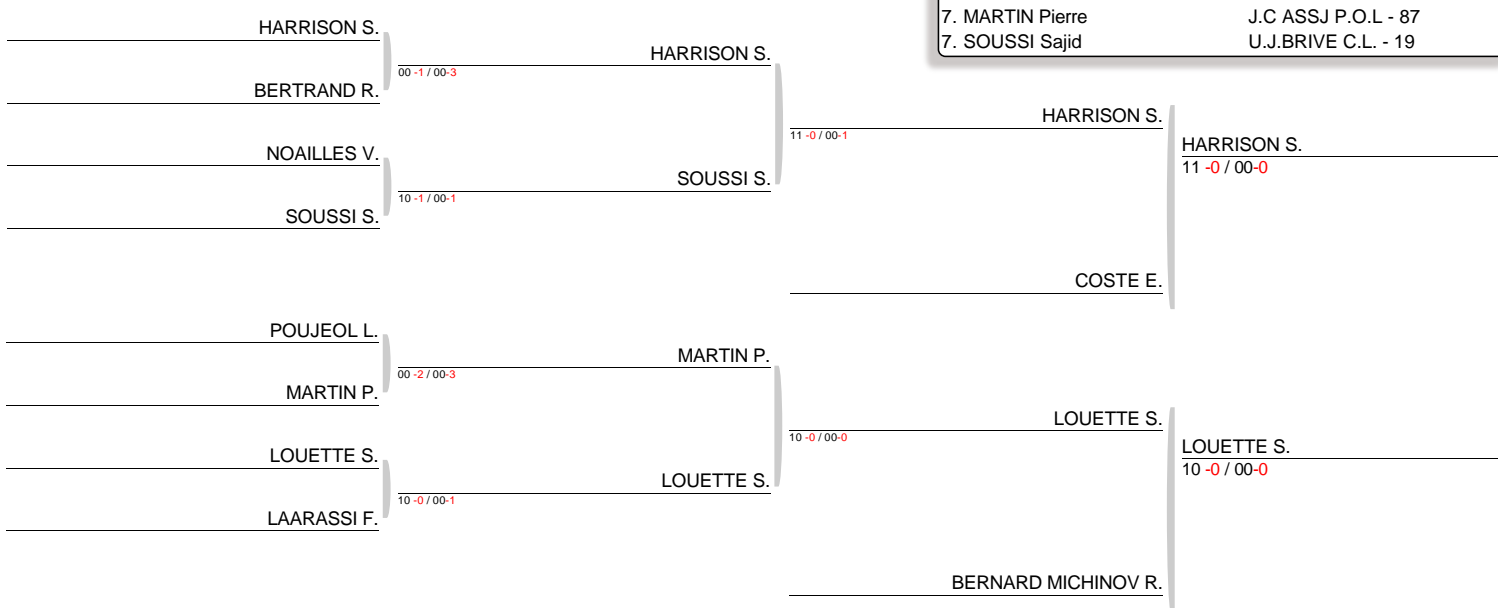 7. MARTIN Pierre J.C ASSJ P.O.L - 87
7. SOUSSI Sajid U.J.BRIVE C.L. - 19
HARRISON S.
HARRISON S.
00 -1 / 00-3
BERTRAND R.
HARRISON S.
11 -0 / 00-1
HARRISON S.
11 -0 / 00-0
NOAILLES V.
SOUSSI S.
10 -1 / 00-1
SOUSSI S.
COSTE E.
POUJEOL L.
MARTIN P.
00 -2 / 00-3
MARTIN P.
LOUETTE S.
10 -0 / 00-0
LOUETTE S.
10 -0 / 00-0
LOUETTE S.
LOUETTE S.
10 -0 / 00-1
LAARASSI F.
BERNARD MICHINOV R.